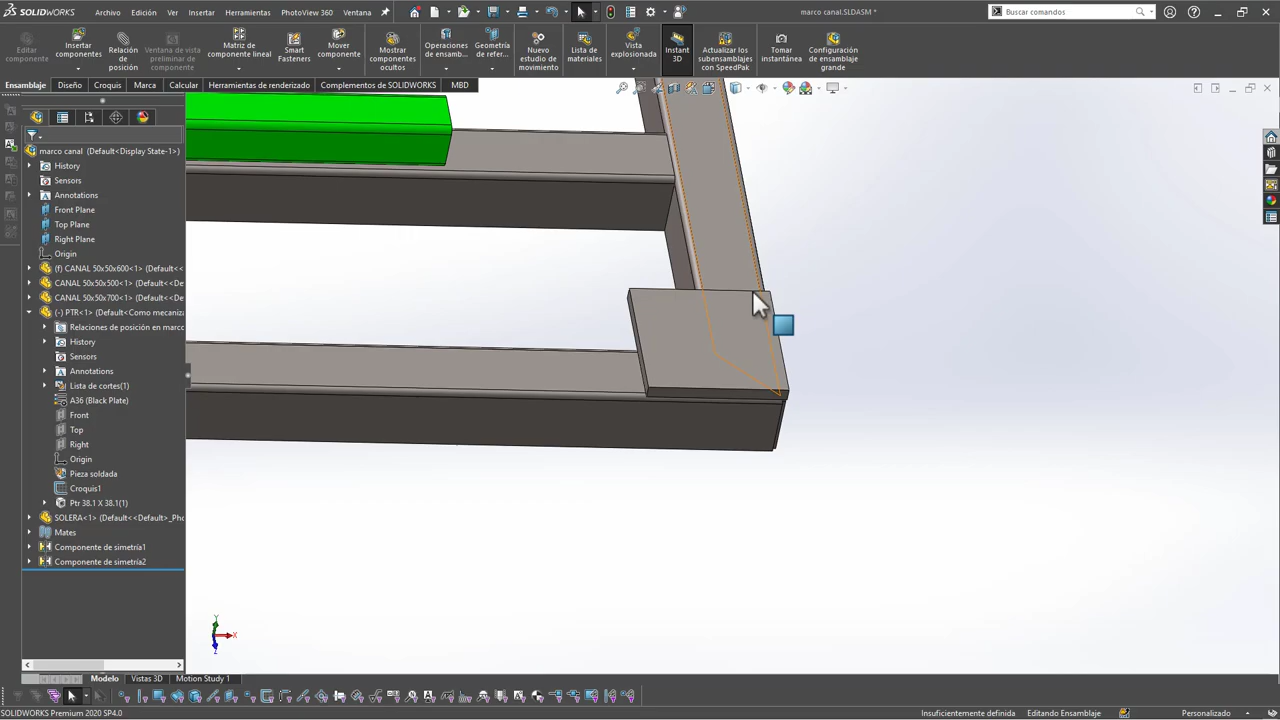 SOLIDWORKS Archivo Edición Ver Insertar Herramientas PhotoView 360 Ventana marco canal.SLDASM * Buscar comandos
Editar componente
Insertar componentes
Relación de posición
Ventana de vista preliminar de componente
Matriz de componente lineal
Smart Fasteners
Mover componente
Mostrar componentes ocultos
Operaciones de ensamb...
Geometría de refer...
Nuevo estudio de movimiento
Lista de materiales
Vista explosionada
Instant 3D
Actualizar los subensamblajes con SpeedPak
Tomar instantánea
Configuración de ensamblaje grande
Ensamblaje Diseño Croquis Marca Calcular Herramientas de renderizado Complementos de SOLIDWORKS MBD
marco canal (Default<Display State-1>)
History
Sensors
Annotations
Front Plane
Top Plane
Right Plane
Origin
(f) CANAL 50x50x600<1> (Default<<
CANAL 50x50x500<1> (Default<<De
CANAL 50x50x700<1> (Default<<De
(-) PTR<1> (Default<Como mecaniza
Relaciones de posición en marco
History
Sensors
Annotations
Lista de cortes(1)
A36 (Black Plate)
Front
Top
Right
Origin
Pieza soldada
Croquis1
Ptr 38.1 X 38.1(1)
SOLERA<1> (Default<<Default>_Pho
Mates
Componente de simetría1
Componente de simetría2
Y
X
Z
Modelo Vistas 3D Motion Study 1
SOLIDWORKS Premium 2020 SP4.0 Insuficientemente definida Editando Ensamblaje Personalizado